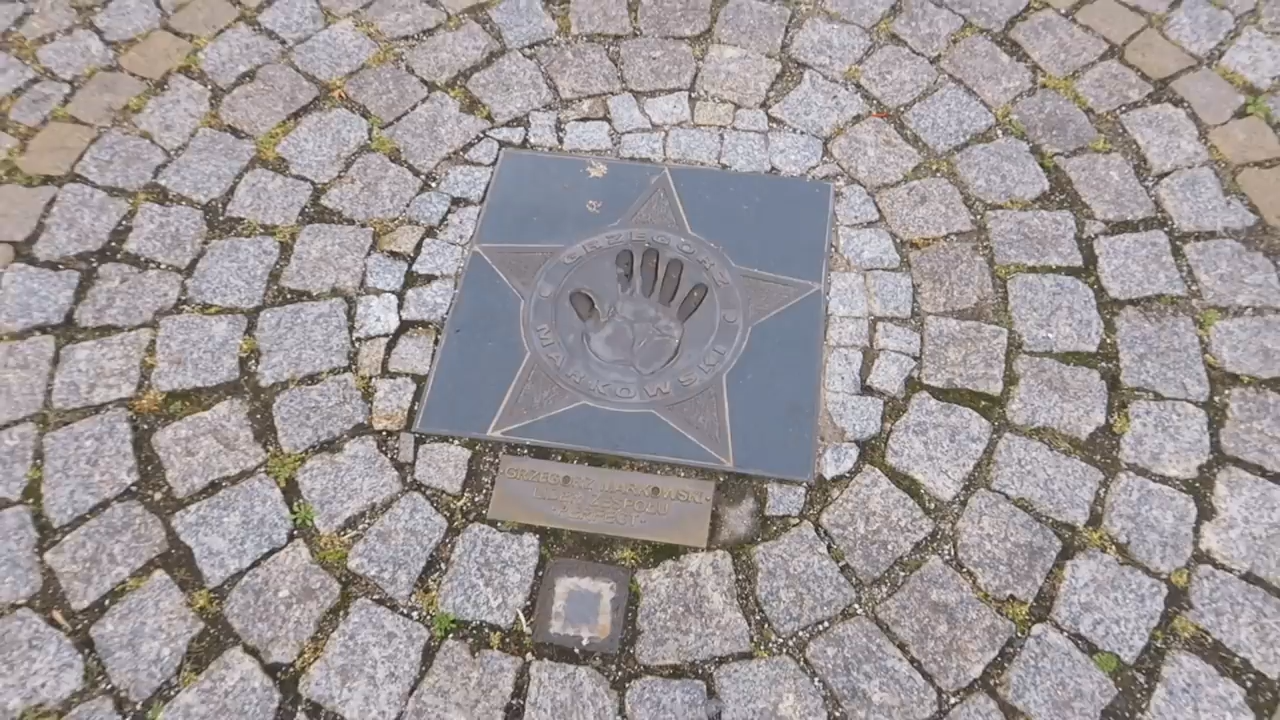 GRZEGORZ
MARKOWSKI
GRZEGORZ MARKOWSKI
LIDER ZESPOŁU
"PERFECT"